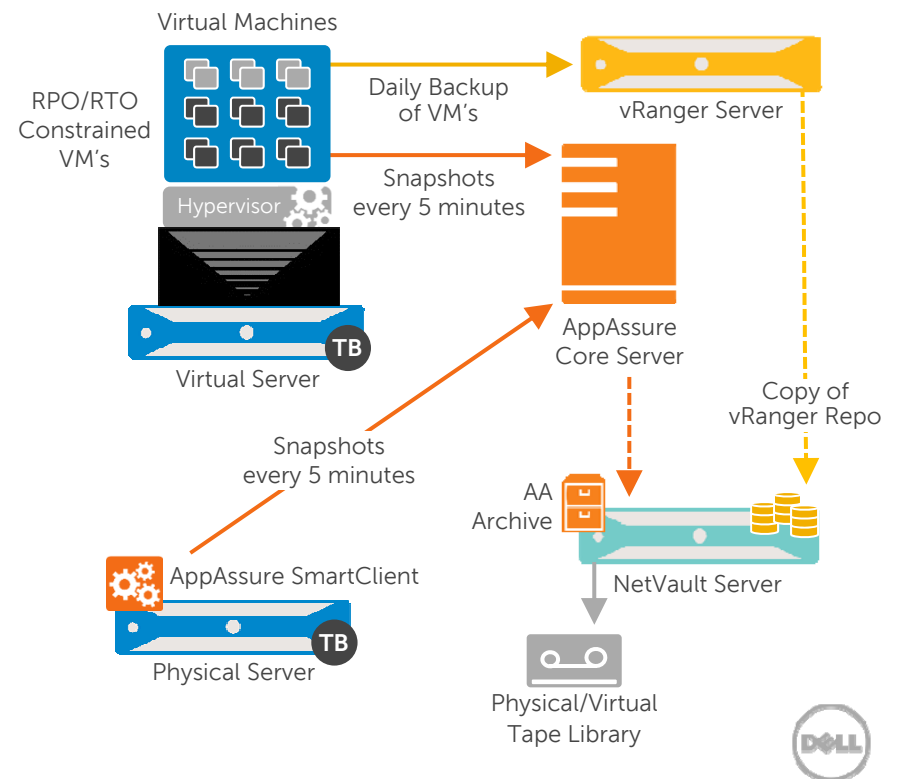 Virtual Machines
RPO/RTO
Constrained
VM's
Daily Backup
of VM's
vRanger Server
Snapshots
every 5 minutes
Hypervisor
AppAssure
Core Server
TB
Virtual Server
Copy of
vRanger Repo
Snapshots
every 5 minutes
AA
Archive
NetVault Server
AppAssure SmartClient
TB
Physical Server
Physical/Virtual
Tape Library
DELL